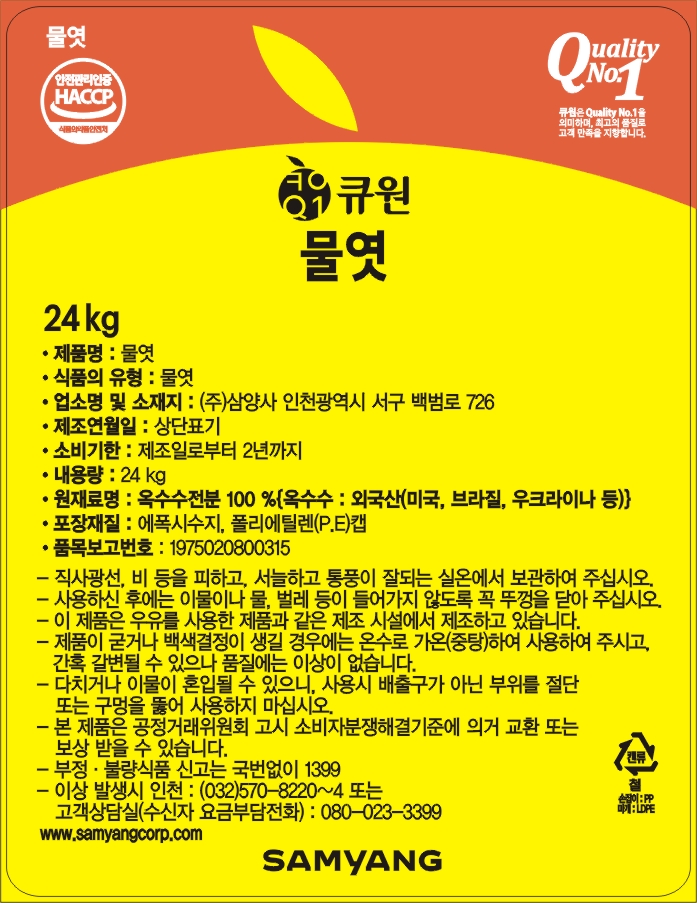 물엿
안전관리인증
HACCP
식품의약품안전처
Quality
No.1
큐원은 Quality No.1을
의미하며, 최고의 품질로
고객 만족을 지향합니다.
큐원
Q1
큐원
물엿
24 kg
• 제품명 : 물엿
• 식품의 유형 : 물엿
• 업소명 및 소재지 : (주)삼양사 인천광역시 서구 백범로 726
• 제조연월일 : 상단표기
• 소비기한 : 제조일로부터 2년까지
• 내용량 : 24 kg
• 원재료명 : 옥수수전분 100 %{옥수수 : 외국산(미국, 브라질, 우크라이나 등)}
• 포장재질 : 에폭시수지, 폴리에틸렌(P.E)캡
• 품목보고번호 : 1975020800315
– 직사광선, 비 등을 피하고, 서늘하고 통풍이 잘되는 실온에서 보관하여 주십시오.
– 사용하신 후에는 이물이나 물, 벌레 등이 들어가지 않도록 꼭 뚜껑을 닫아 주십시오.
– 이 제품은 우유를 사용한 제품과 같은 제조 시설에서 제조하고 있습니다.
– 제품이 굳거나 백색결정이 생길 경우에는 온수로 가온(중탕)하여 사용하여 주시고,
간혹 갈변될 수 있으나 품질에는 이상이 없습니다.
– 다치거나 이물이 혼입될 수 있으니, 사용시 배출구가 아닌 부위를 절단
또는 구멍을 뚫어 사용하지 마십시오.
– 본 제품은 공정거래위원회 고시 소비자분쟁해결기준에 의거 교환 또는
보상 받을 수 있습니다.
– 부정 · 불량식품 신고는 국번없이 1399
– 이상 발생시 인천 : (032)570-8220~4 또는
고객상담실(수신자 요금부담전화) : 080-023-3399
www.samyangcorp.com
캔류
철
손잡이 : PP
마개 : LDPE
SAMYANG